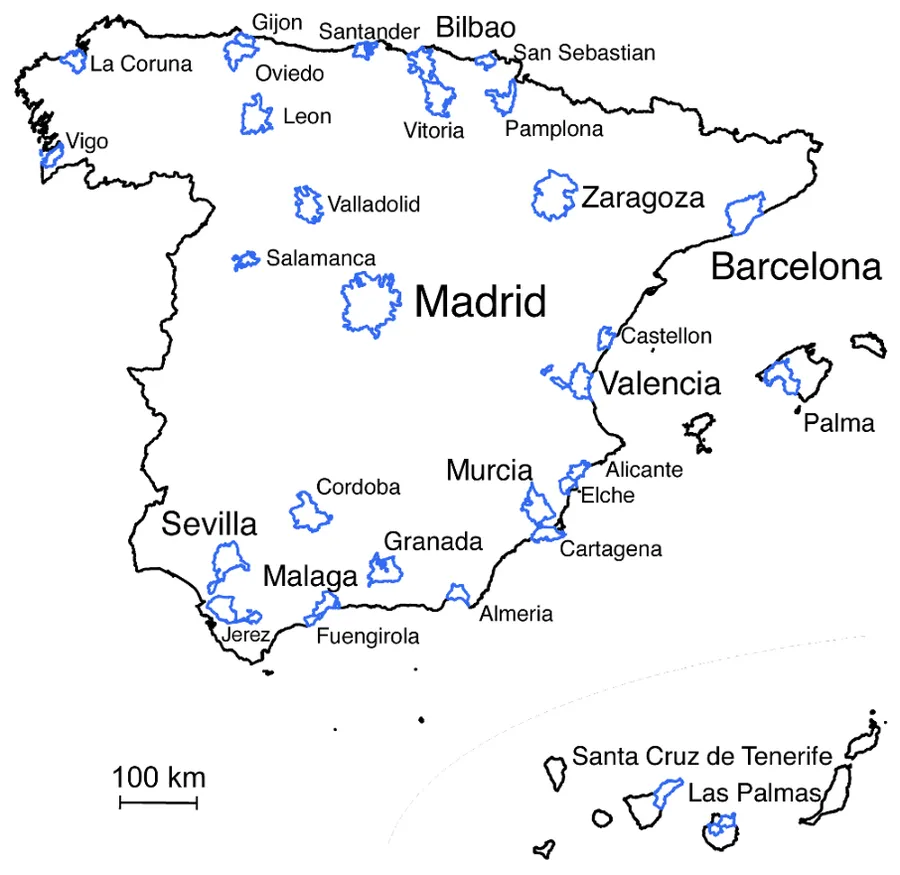 Gijon
Santander
Bilbao
La Coruna
Oviedo
San Sebastian
Leon
Vitoria
Pamplona
Vigo
Valladolid
Zaragoza
Salamanca
Barcelona
Madrid
Castellon
Valencia
Palma
Murcia
Alicante
Cordoba
Elche
Sevilla
Granada
Cartagena
Malaga
Almeria
Jerez
Fuengirola
Santa Cruz de Tenerife
100 km
Las Palmas